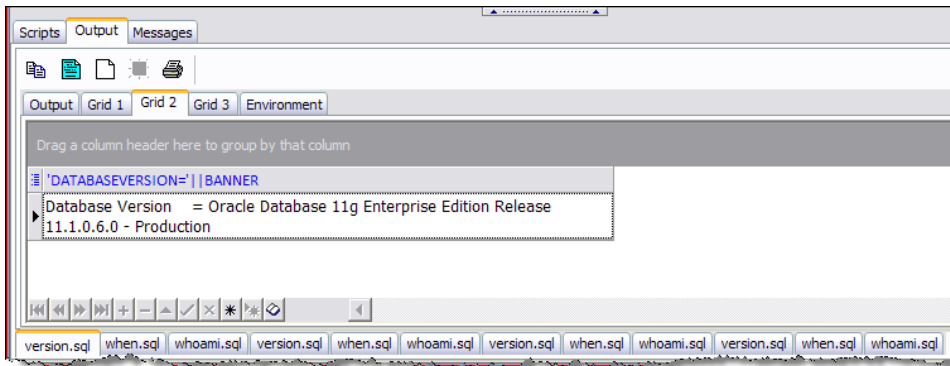 Scripts Output Messages
Output Grid 1 Grid 2 Grid 3 Environment
Drag a column header here to group by that column
'DATABASEVERSION='||BANNER
Database Version = Oracle Database 11g Enterprise Edition Release
11.1.0.6.0 - Production
version.sql when.sql whoami.sql version.sql when.sql whoami.sql version.sql when.sql whoami.sql version.sql when.sql whoami.sql